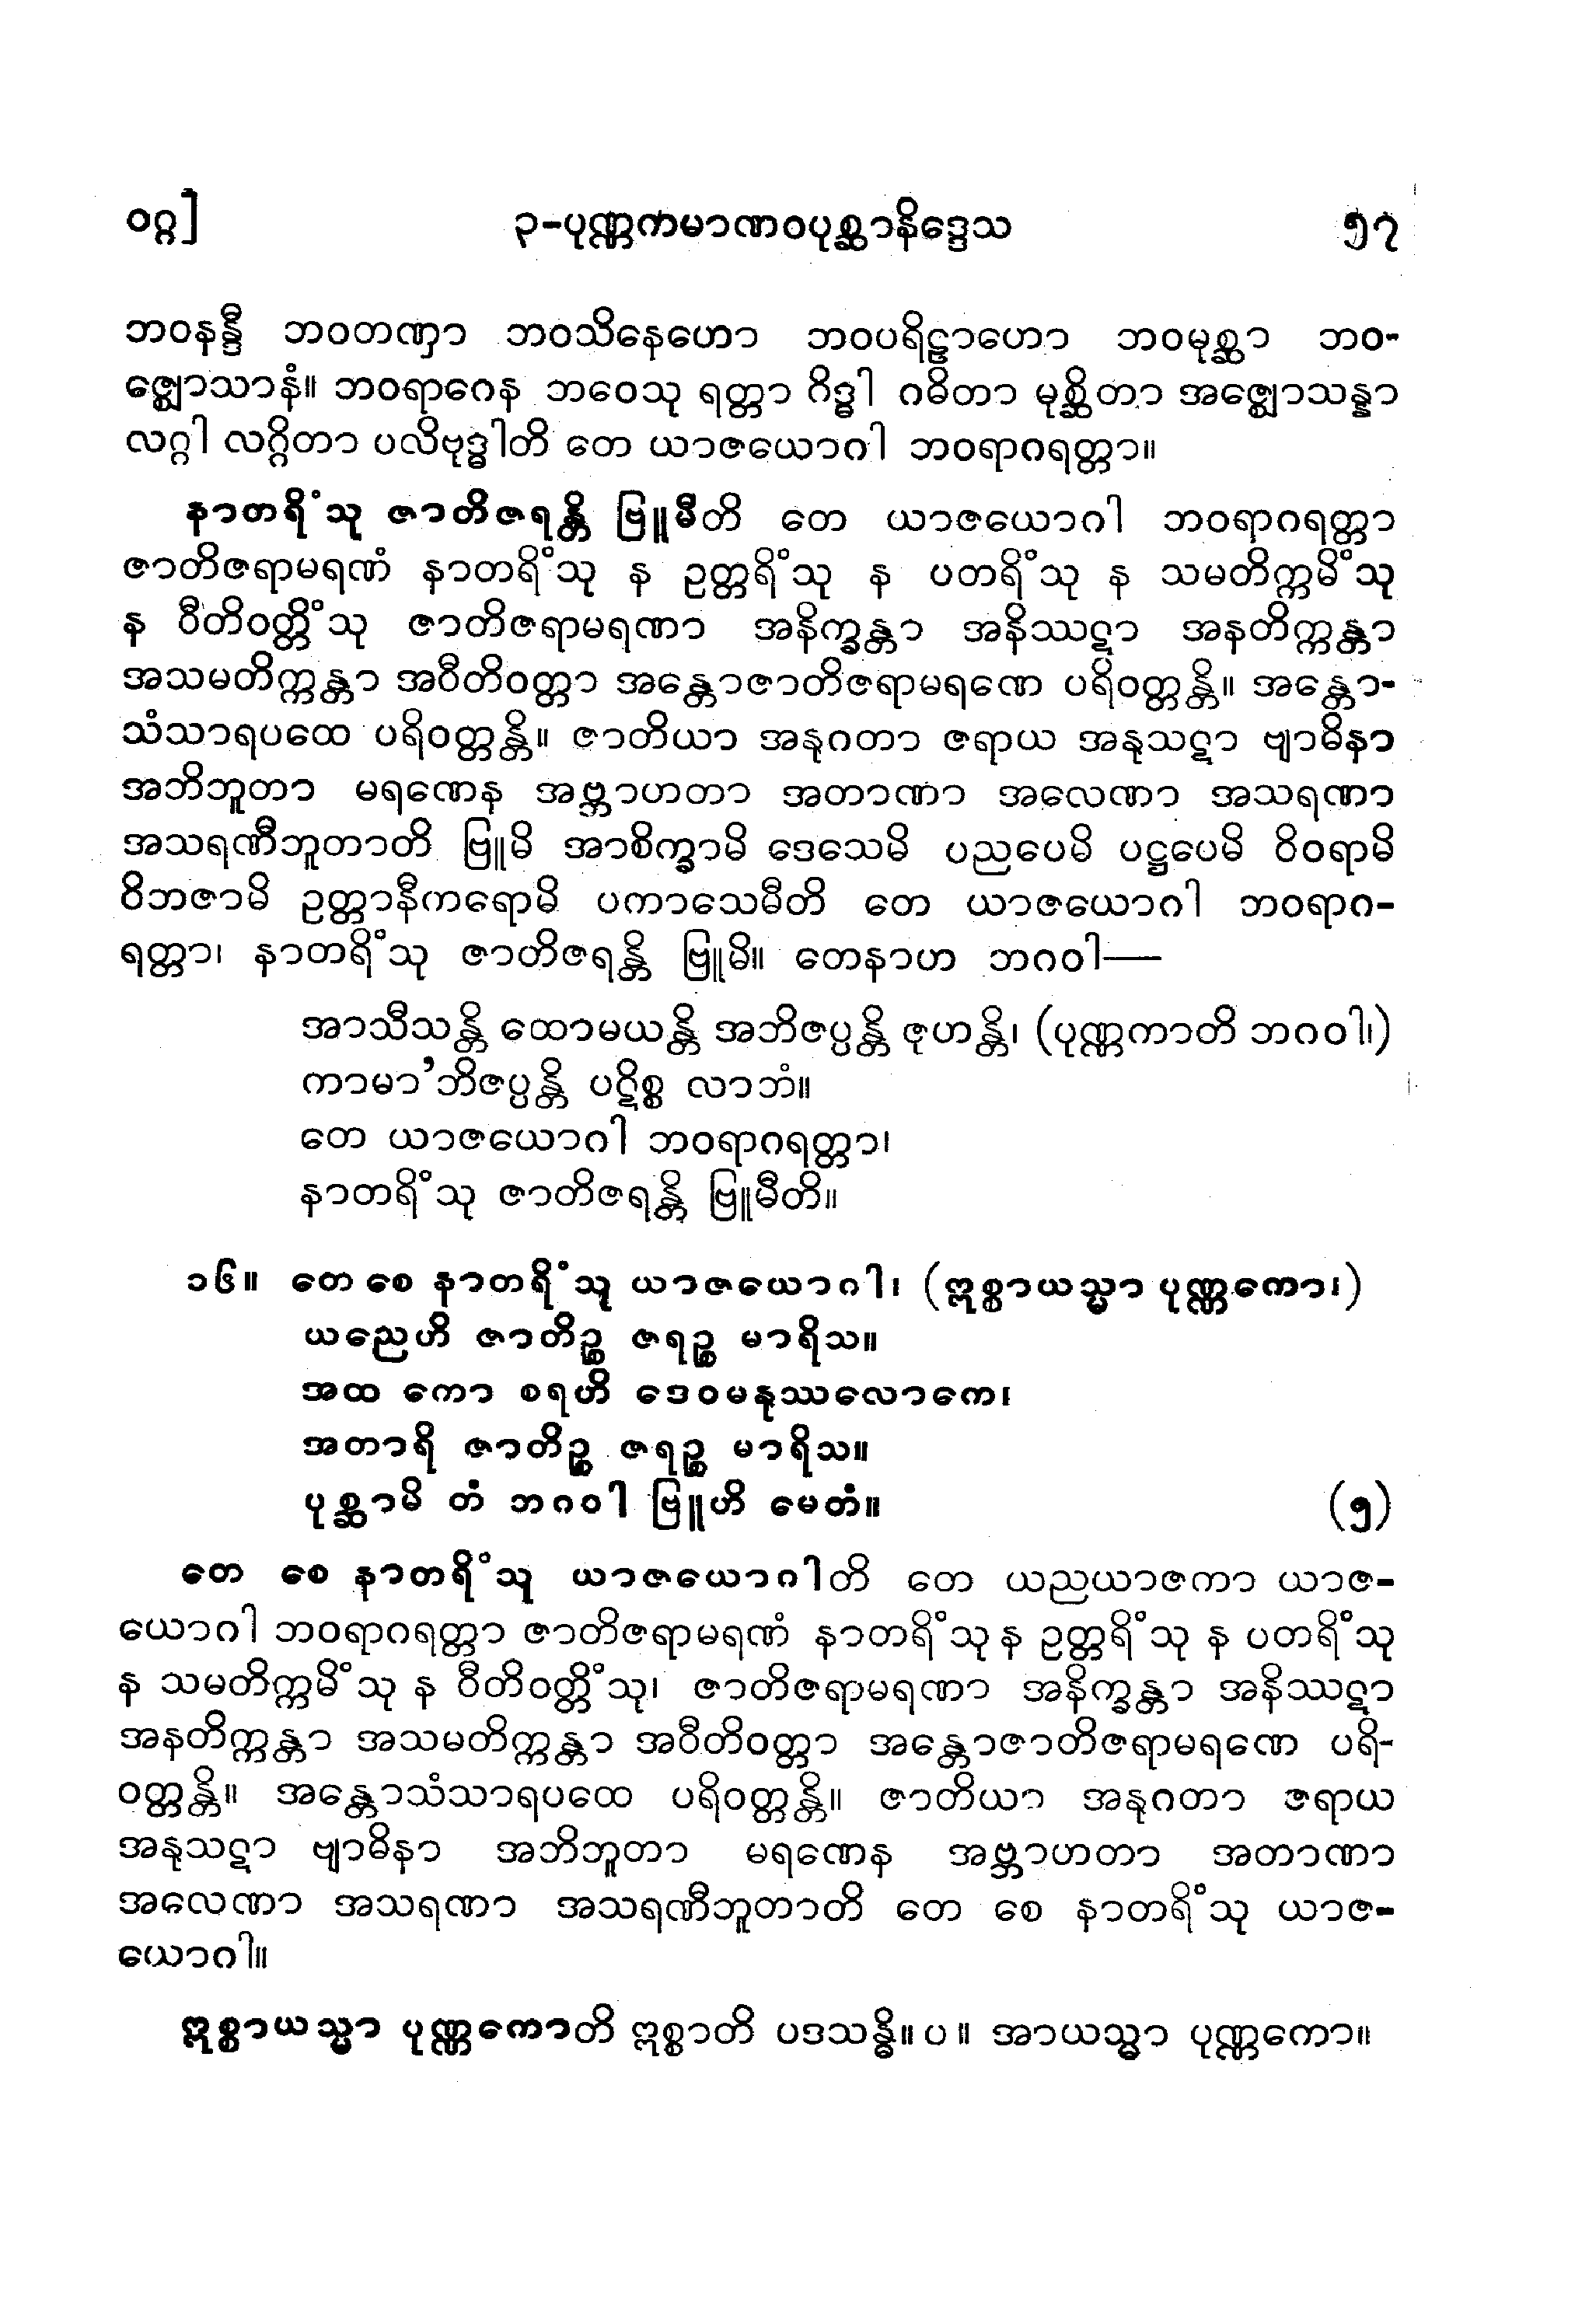 ဝဂ္ဂ] ၃-ပုဏ္ဏကမာဏဝပုစ္ဆာနိဒ္ဒေသ ၅၇
ဘဝနန္ဒီ ဘဝတဏှာ ဘဝသိနေဟော ဘဝပရိဠာဟော ဘဝမုစ္ဆာ ဘဝ-
ဇ္ဈောသာနံ။ ဘဝရာဂေန ဘဝေသု ရတ္တာ ဂိဒ္ဓါ ဂဓိတာ မုစ္ဆိတာ အဇ္ဈောသန္နာ
လဂ္ဂါ လဂ္ဂိတာ ပလိဗုဒ္ဓါတိ တေ ယာဇယောဂါ ဘဝရာဂရတ္တာ။
နာတရိံသု ဇာတိဇရန္တိ ဗြူမီတိ တေ ယာဇယောဂါ ဘဝရာဂရတ္တာ
ဇာတိဇရာမရဏံ နာတရိံသု န ဥတ္တရိံသု န ပတရိံသု န သမတိက္ကမိံသု
န ဝီတိဝတ္တိံသု ဇာတိဇရာမရဏာ အနိက္ခန္တာ အနိဿဋာ အနတိက္ကန္တာ
အသမတိက္ကန္တာ အဝီတိဝတ္တာ အန္တောဇာတိဇရာမရဏေ ပရိဝတ္တန္တိ။ အန္တော-
သံသာရပထေ ပရိဝတ္တန္တိ။ ဇာတိယာ အနုဂတာ ဇရာယ အနုသဋာ ဗျာဓိနာ
အဘိဘူတာ မရဏေန အဗ္ဘာဟတာ အတာဏာ အလေဏာ အသရဏာ
အသရဏီဘူတာတိ ဗြူမိ အာစိက္ခာမိ ဒေသေမိ ပညပေမိ ပဋ္ဌပေမိ ဝိဝရာမိ
ဝိဘဇာမိ ဥတ္တာနီကရောမိ ပကာသေမီတိ တေ ယာဇယောဂါ ဘဝရာဂ-
ရတ္တာ၊ နာတရိံသု ဇာတိဇရန္တိ ဗြူမိ။ တေနာဟ ဘဂဝါ—
အာသီသန္တိ ထောမယန္တိ အဘိဇပ္ပန္တိ ဇုဟန္တိ၊ (ပုဏ္ဏကာတိ ဘဂဝါ၊)
ကာမာ’ဘိဇပ္ပန္တိ ပဋိစ္စ လာဘံ။
တေ ယာဇယောဂါ ဘဝရာဂရတ္တာ၊
နာတရိံသု ဇာတိဇရန္တိ ဗြူမီတိ။
၁၆။ တေ စေ နာတရိံသူ ယာဇယောဂါ၊ (ဣစ္စာယသ္မာ ပုဏ္ဏကော၊)
ယညေဟိ ဇာတိဉ္စ ဇရဉ္စ မာရိသ။
အထ ကော စရဟိ ဒေဝမနုဿလောကေ၊
အတာရိ ဇာတိဉ္စ ဇရဉ္စ မာရိသ။
ပုစ္ဆာမိ တံ ဘဂဝါ ဗြူဟိ မေတံ။ (၅)
တေ စေ နာတရိံသူ ယာဇယောဂါတိ တေ ယညယာဇကာ ယာဇ-
ယောဂါ ဘဝရာဂရတ္တာ ဇာတိဇရာမရဏံ နာတရိံသု န ဥတ္တရိံသု န ပတရိံသု
န သမတိက္ကမိံသု န ဝီတိဝတ္တိံသု၊ ဇာတိဇရာမရဏာ အနိက္ခန္တာ အနိဿဋာ
အနတိက္ကန္တာ အသမတိက္ကန္တာ အဝီတိဝတ္တာ အန္တောဇာတိဇရာမရဏေ ပရိ-
ဝတ္တန္တိ။ အန္တောသံသာရပထေ ပရိဝတ္တန္တိ။ ဇာတိယာ အနုဂတာ ဇရာယ
အနုသဋာ ဗျာဓိနာ အဘိဘူတာ မရဏေန အဗ္ဘာဟတာ အတာဏာ
အလေဏာ အသရဏာ အသရဏီဘူတာတိ တေ စေ နာတရိံသု ယာဇ-
ယောဂါ။
ဣစ္စာယသ္မာ ပုဏ္ဏကောတိ ဣစ္စာတိ ပဒသန္ဓိ။ ပ ။ အာယသ္မာ ပုဏ္ဏကော။